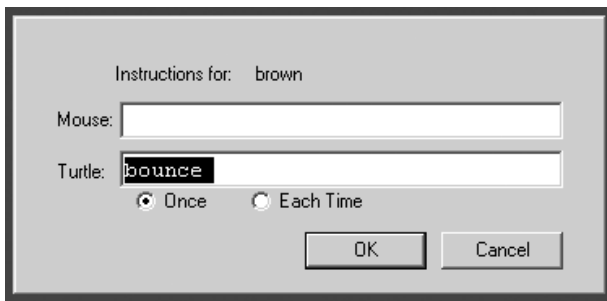 Instructions for: brown
Mouse:
Turtle: bounce
Once Each Time
OK Cancel